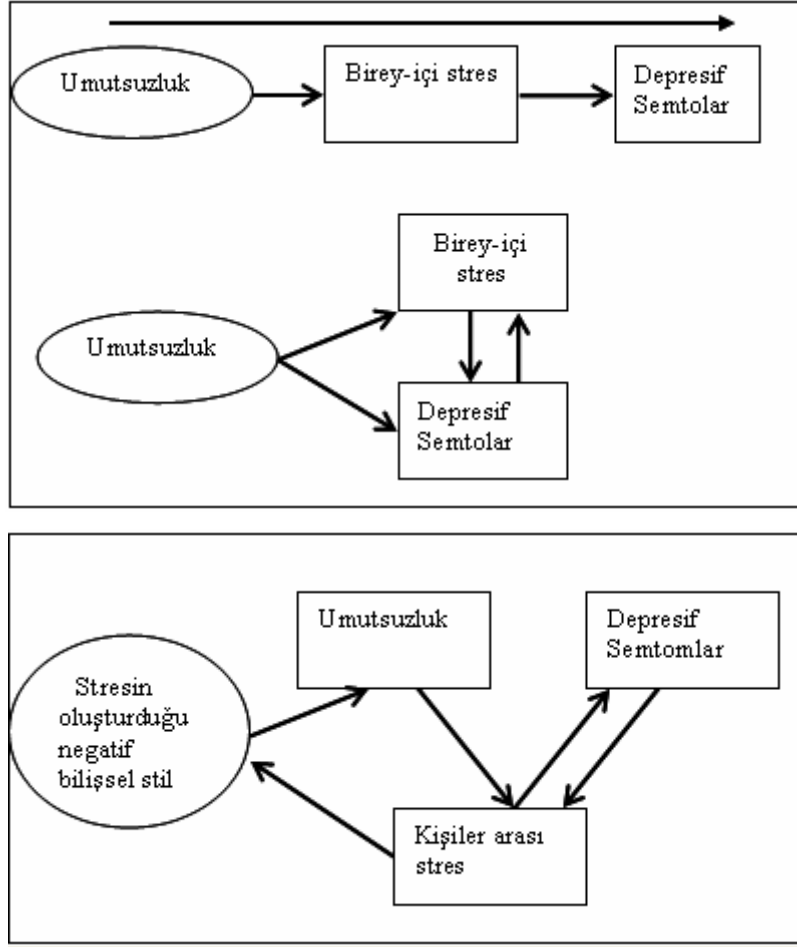 Umutsuzluk
Birey-içi stres
Depresif
Semtolar
Birey-içi
stres
Umutsuzluk
Depresif
Semtolar
Umutsuzluk
Depresif
Semtomlar
Stresin
oluşturduğu
negatif
bilişsel stil
Kişiler arası
stres